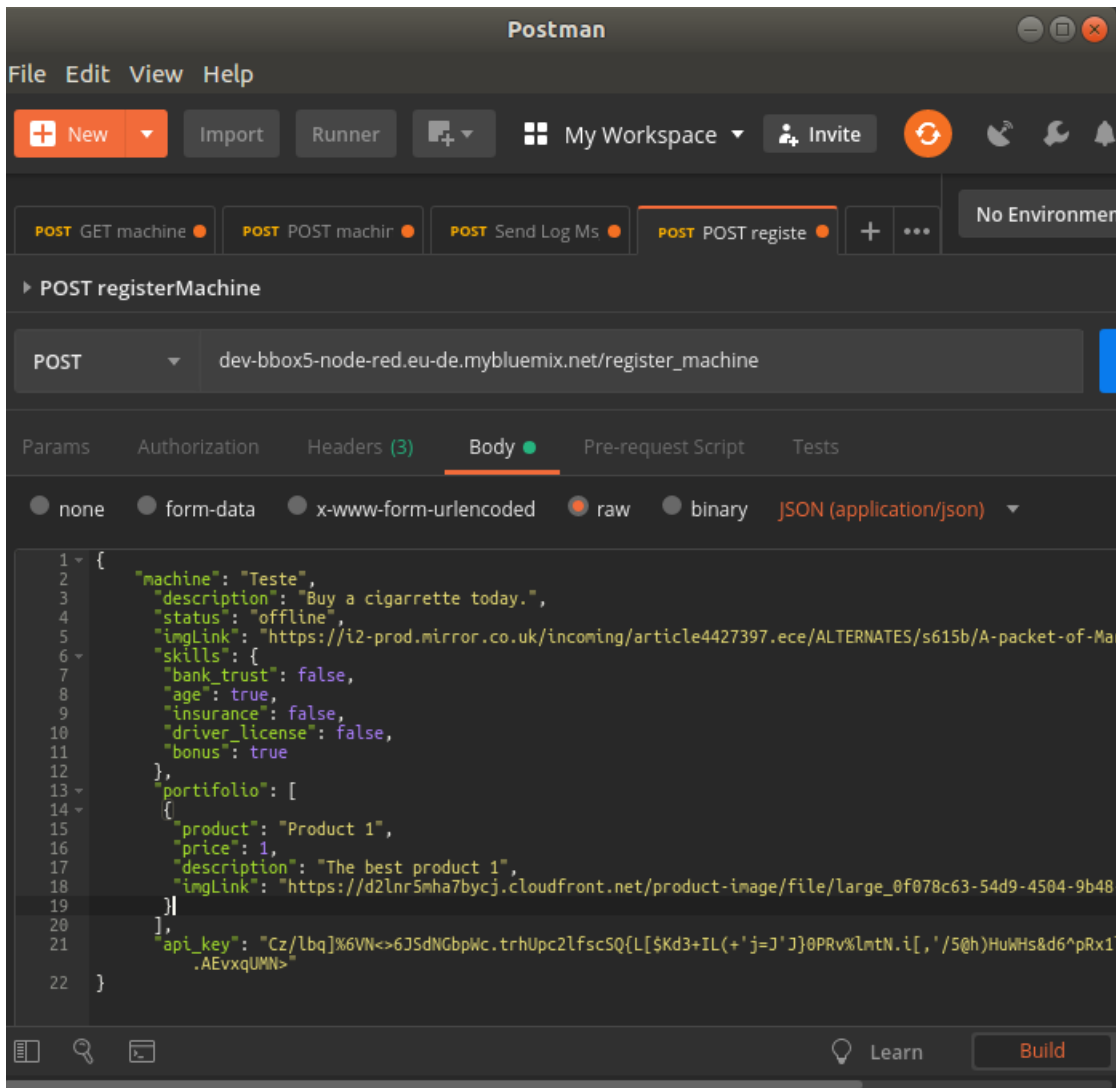 Postman
File Edit View Help
New Import Runner My Workspace Invite
No Environmen
POST GET machine POST POST machin POST Send Log Ms POST POST registe + •••
POST registerMachine
POST dev-bbox5-node-red.eu-de.mybluemix.net/register_machine
Params Authorization Headers (3) Body Pre-request Script Tests
none form-data x-www-form-urlencoded raw binary JSON (application/json)
1 {
2 "machine": "Teste",
3 "description": "Buy a cigarrette today.",
4 "status": "offline",
5 "imgLink": "https://i2-prod.mirror.co.uk/incoming/article4427397.ece/ALTERNATES/s615b/A-packet-of-Mar
6 "skills": {
7 "bank_trust": false,
8 "age": true,
9 "insurance": false,
10 "driver_license": false,
11 "bonus": true
12 },
13 "portifolio": [
14 {
15 "product": "Product 1",
16 "price": 1,
17 "description": "The best product 1",
18 "imgLink": "https://d2lnr5mha7bycj.cloudfront.net/product-image/file/large_0f078c63-54d9-4504-9b48
19 }
20 ],
21 "api_key": "Cz/lbq]%6VN<>6JSdNGbpWc.trhUpc2lfscSQ{L[$Kd3+IL(+'j=J'J}0PRv%lmtN.i[,'/5@h)HuWHs&d6^pRx1
.AEvxqUMN>"
22 }
Learn Build